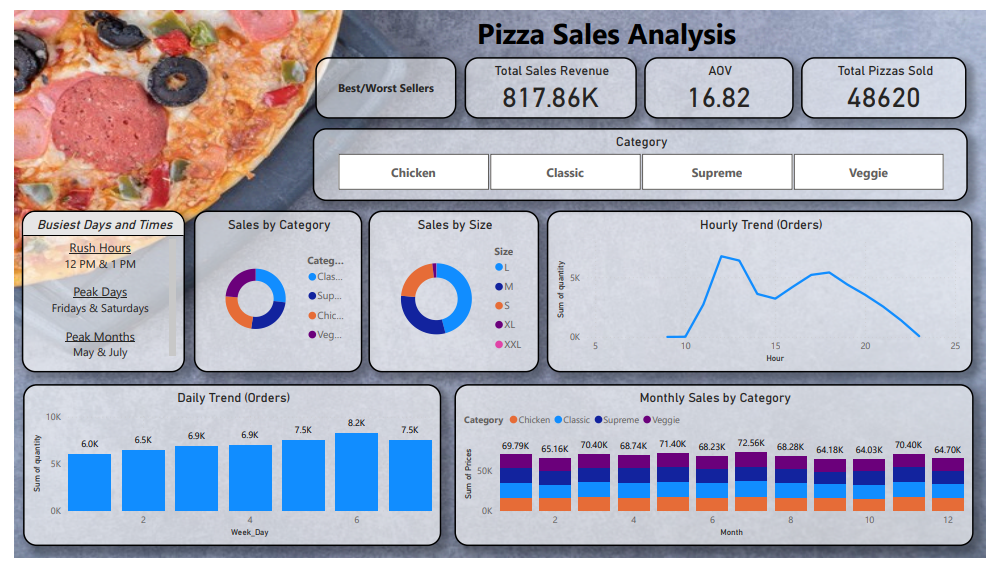 Pizza Sales Analysis
Best/Worst Sellers
Total Sales Revenue
817.86K
AOV
16.82
Total Pizzas Sold
48620
Category
Chicken
Classic
Supreme
Veggie
Busiest Days and Times
Rush Hours
12 PM & 1 PM
Peak Days
Fridays & Saturdays
Peak Months
May & July
Sales by Category
Categ...
Clas...
Sup...
Chic...
Veg...
Sales by Size
Size
L
M
S
XL
XXL
Hourly Trend (Orders)
Sum of quantity
5K
0K
5 10 15 20 25
Hour
Daily Trend (Orders)
Sum of quantity
10K
5K
0K
6.0K 6.5K 6.9K 6.9K 7.5K 8.2K 7.5K
2 4 6
Week_Day
Monthly Sales by Category
Category Chicken Classic Supreme Veggie
Sum of Prices
50K
0K
69.79K 65.16K 70.40K 68.74K 71.40K 68.23K 72.56K 68.28K 64.18K 64.03K 70.40K 64.70K
2 4 6 8 10 12
Month